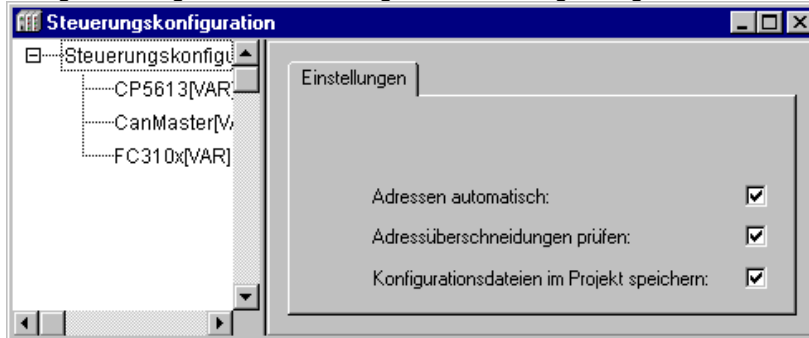 Steuerungskonfiguration
Steuerungskonfigu
CP5613[VAR]
CanMaster[V
FC310x[VAR]
Einstellungen
Adressen automatisch:
Adressüberschneidungen prüfen:
Konfigurationsdateien im Projekt speichern: